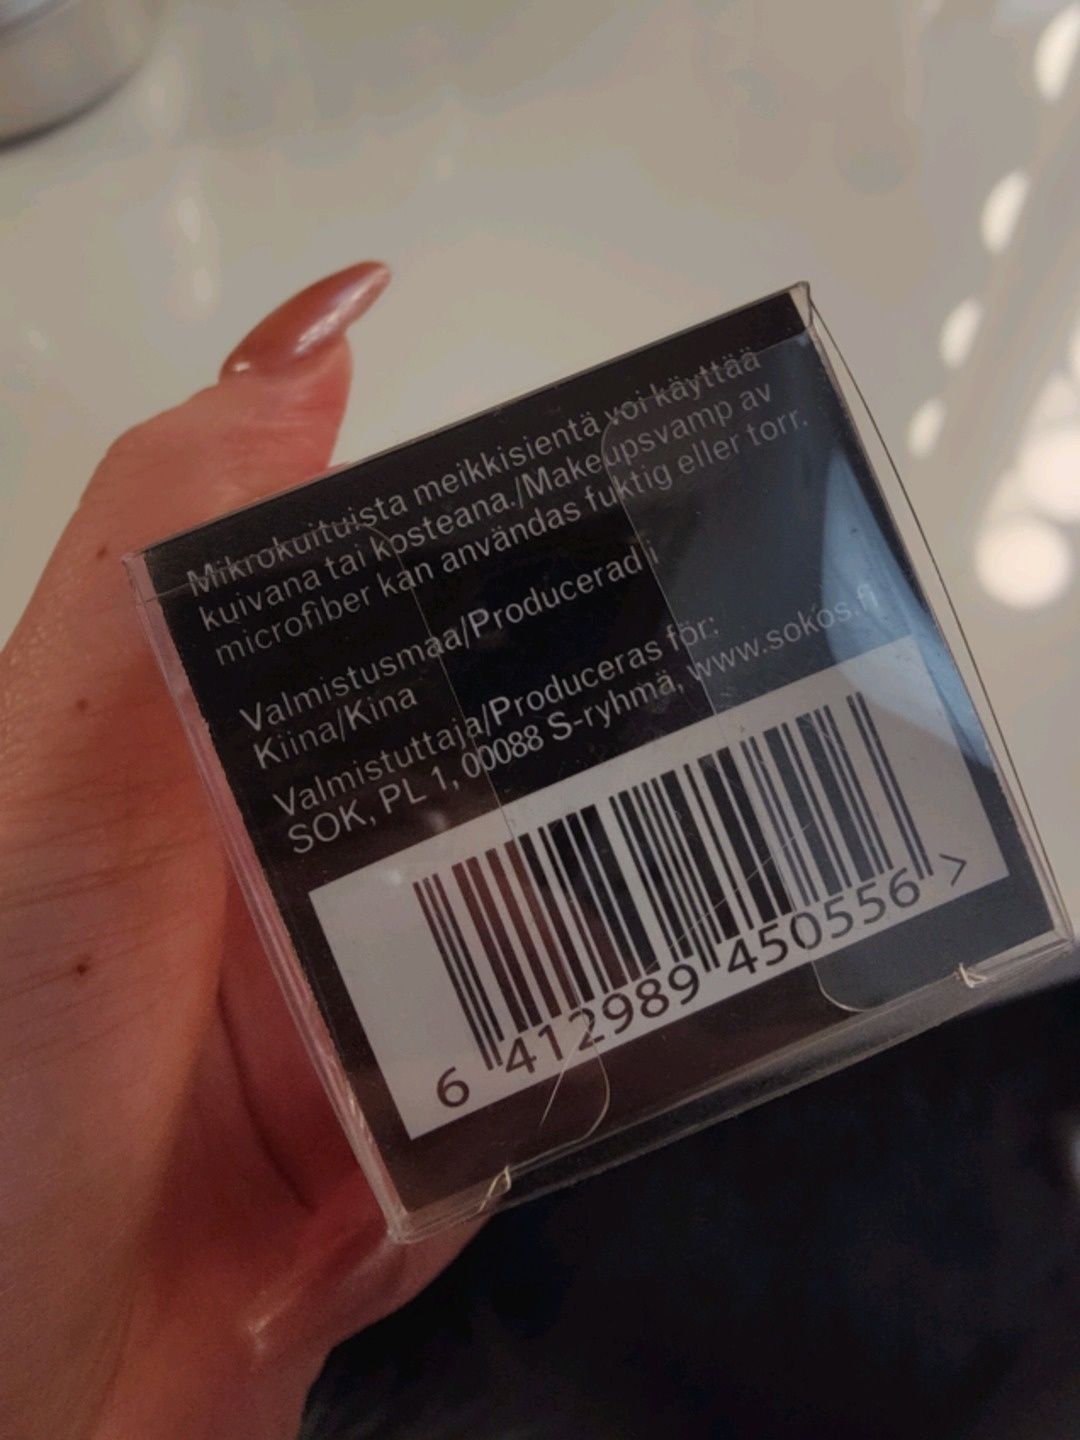 Mikrokuituista meikkisientä voi käyttää
kuivana tai kosteana./Makeupsvamp av
microfiber kan användas fuktig eller torr.
Valmistusmaa/Producerad i
Kiina/Kina
Valmistuttaja/Produceras för:
SOK, PL 1, 00088 S-ryhmä, www.sokos.fi
6 412989 450556 >